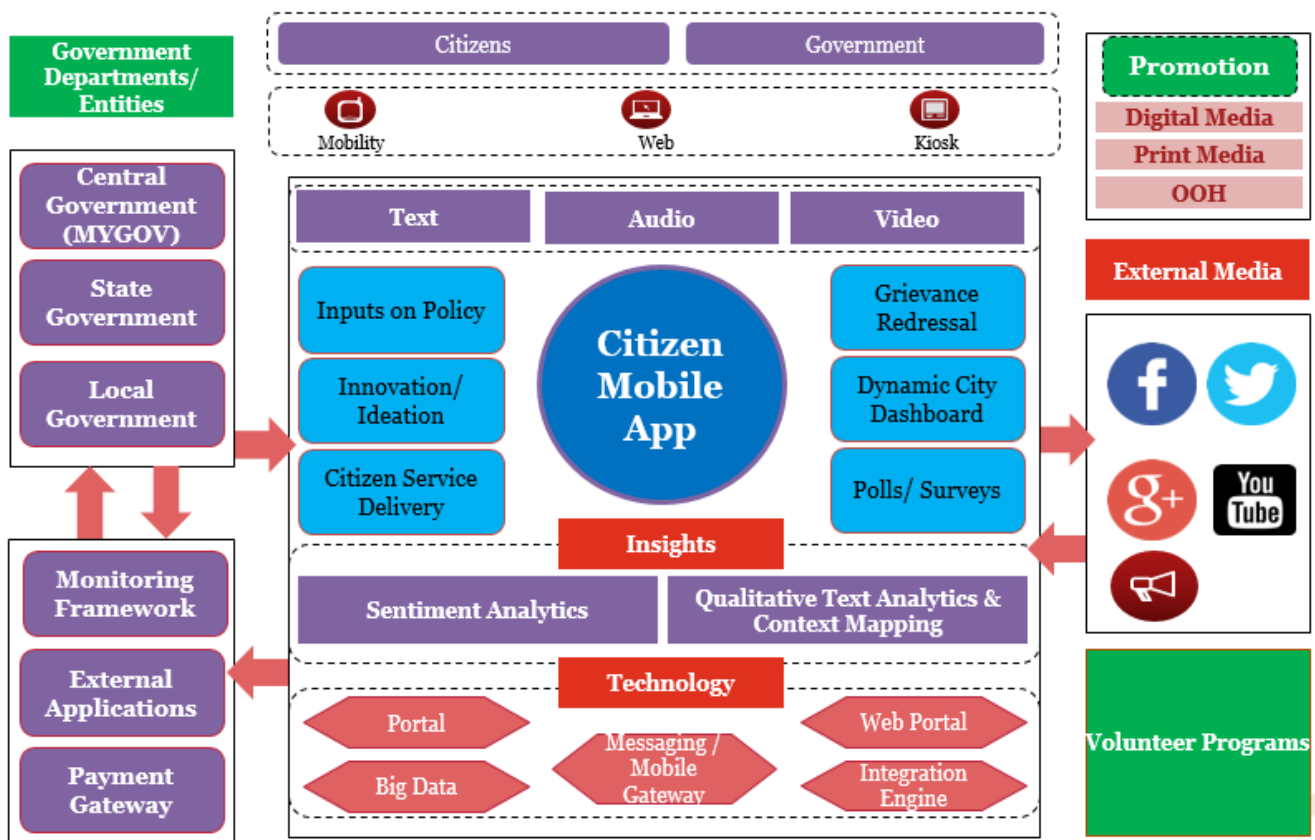 Government
Departments/
Entities
Central
Government
(MYGOV)
State
Government
Local
Government
Monitoring
Framework
External
Applications
Payment
Gateway
Citizens
Government
Mobility
Web
Kiosk
Text
Audio
Video
Inputs on Policy
Innovation/
Ideation
Citizen Service
Delivery
Citizen
Mobile
App
Grievance
Redressal
Dynamic City
Dashboard
Polls/ Surveys
Insights
Sentiment Analytics
Qualitative Text Analytics &
Context Mapping
Technology
Portal
Big Data
Messaging /
Mobile
Gateway
Web Portal
Integration
Engine
Promotion
Digital Media
Print Media
OOH
External Media
f
g+
You
Tube
Volunteer Programs